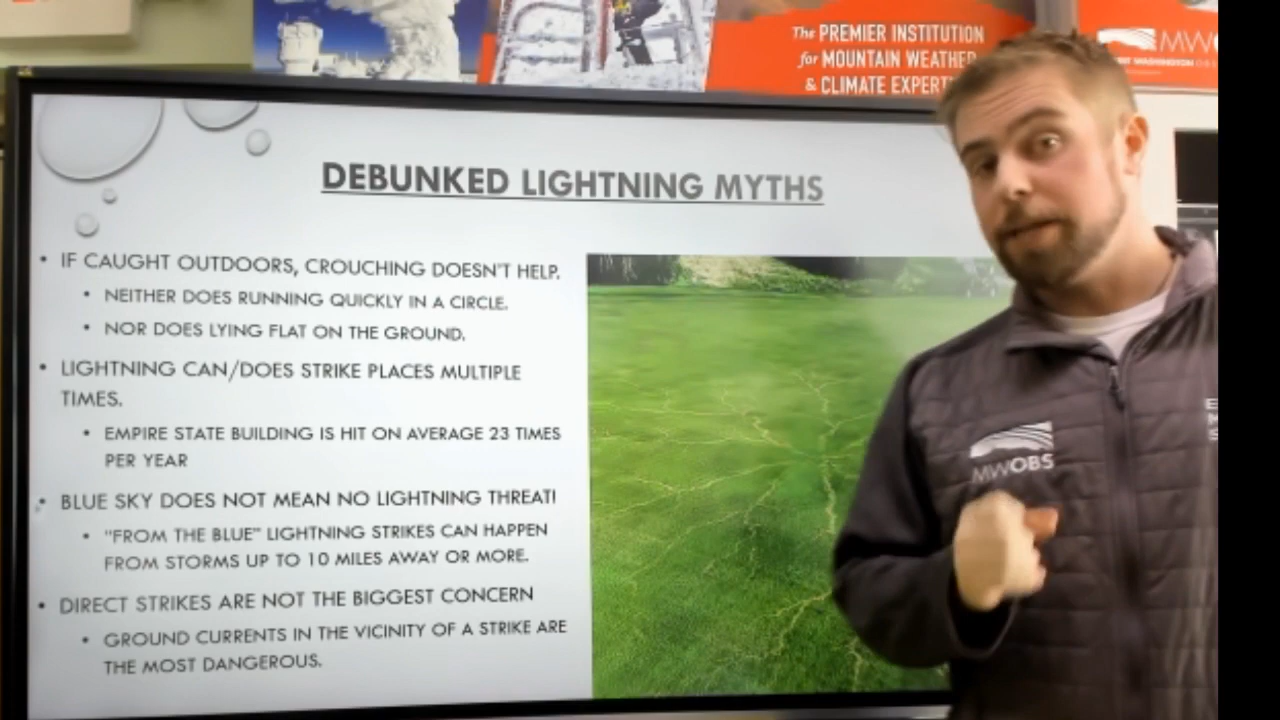 The PREMIER INSTITUTION
for MOUNTAIN WEATHER
& CLIMATE
DEBUNKED LIGHTNING MYTHS
• IF CAUGHT OUTDOORS, CROUCHING DOESN'T HELP.
• NEITHER DOES RUNNING QUICKLY IN A CIRCLE.
• NOR DOES LYING FLAT ON THE GROUND.
• LIGHTNING CAN/DOES STRIKE PLACES MULTIPLE
TIMES.
• EMPIRE STATE BUILDING IS HIT ON AVERAGE 23 TIMES
PER YEAR
• BLUE SKY DOES NOT MEAN NO LIGHTNING THREAT!
• "FROM THE BLUE" LIGHTNING STRIKES CAN HAPPEN
FROM STORMS UP TO 10 MILES AWAY OR MORE.
• DIRECT STRIKES ARE NOT THE BIGGEST CONCERN
• GROUND CURRENTS IN THE VICINITY OF A STRIKE ARE
THE MOST DANGEROUS.
MWOBS